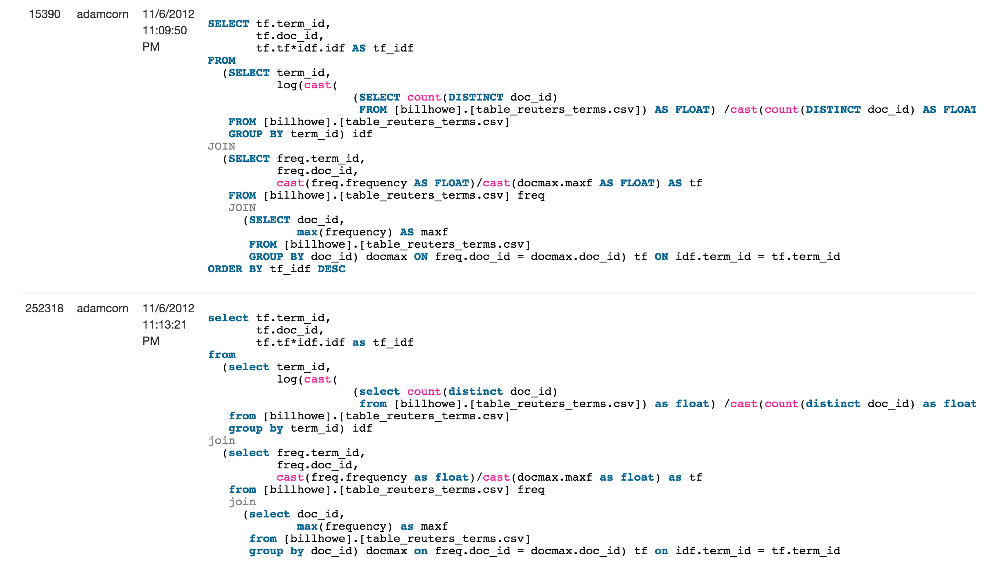 15390 adamcorn 11/6/2012
11:09:50
PM
SELECT tf.term_id,
tf.doc_id,
tf.tf*idf.idf AS tf_idf
FROM
(SELECT term_id,
log(cast(
(SELECT count(DISTINCT doc_id)
FROM [billhowe].[table_reuters_terms.csv]) AS FLOAT) /cast(count(DISTINCT doc_id) AS FLOAT
FROM [billhowe].[table_reuters_terms.csv]
GROUP BY term_id) idf
JOIN
(SELECT freq.term_id,
freq.doc_id,
cast(freq.frequency AS FLOAT)/cast(docmax.maxf AS FLOAT) AS tf
FROM [billhowe].[table_reuters_terms.csv] freq
JOIN
(SELECT doc_id,
max(frequency) AS maxf
FROM [billhowe].[table_reuters_terms.csv]
GROUP BY doc_id) docmax ON freq.doc_id = docmax.doc_id) tf ON idf.term_id = tf.term_id
ORDER BY tf_idf DESC
252318 adamcorn 11/6/2012
11:13:21
PM
select tf.term_id,
tf.doc_id,
tf.tf*idf.idf as tf_idf
from
(select term_id,
log(cast(
(select count(distinct doc_id)
from [billhowe].[table_reuters_terms.csv]) as float) /cast(count(distinct doc_id) as float
from [billhowe].[table_reuters_terms.csv]
group by term_id) idf
join
(select freq.term_id,
freq.doc_id,
cast(freq.frequency as float)/cast(docmax.maxf as float) as tf
from [billhowe].[table_reuters_terms.csv] freq
join
(select doc_id,
max(frequency) as maxf
from [billhowe].[table_reuters_terms.csv]
group by doc_id) docmax on freq.doc_id = docmax.doc_id) tf on idf.term_id = tf.term_id